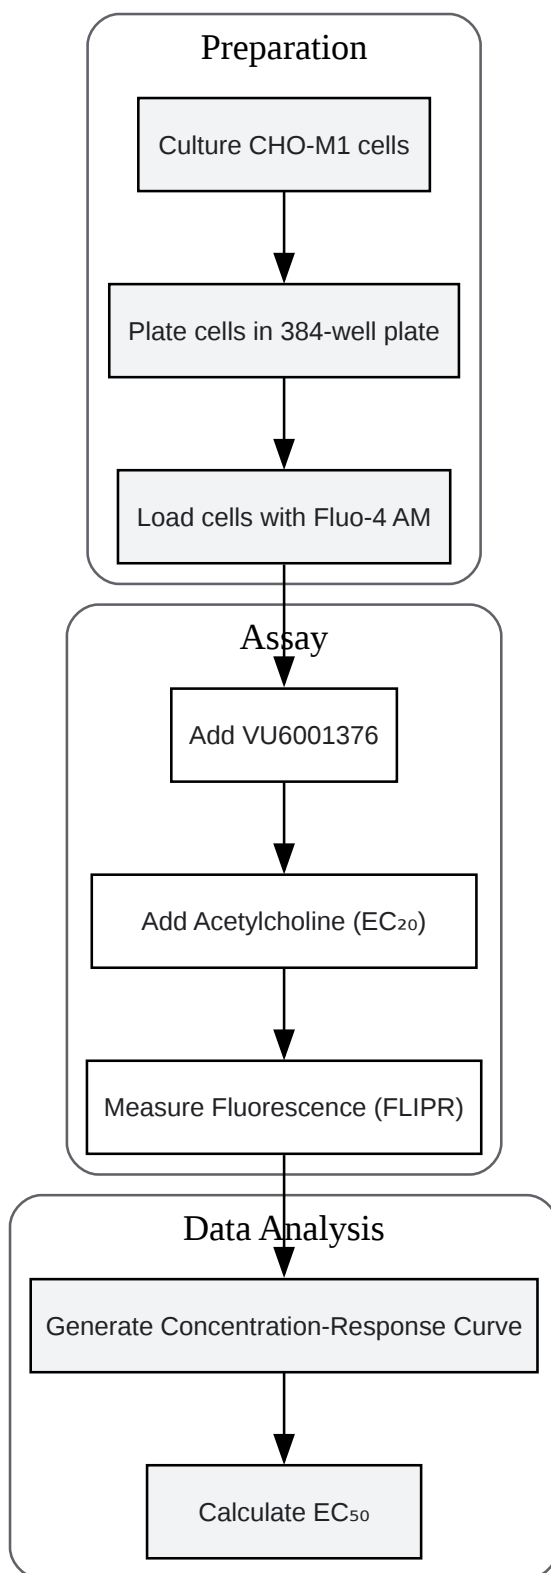 Preparation
Culture CHO-M1 cells
Plate cells in 384-well plate
Load cells with Fluo-4 AM
Assay
Add VU6001376
Add Acetylcholine (EC₂₀)
Measure Fluorescence (FLIPR)
Data Analysis
Generate Concentration-Response Curve
Calculate EC₅₀